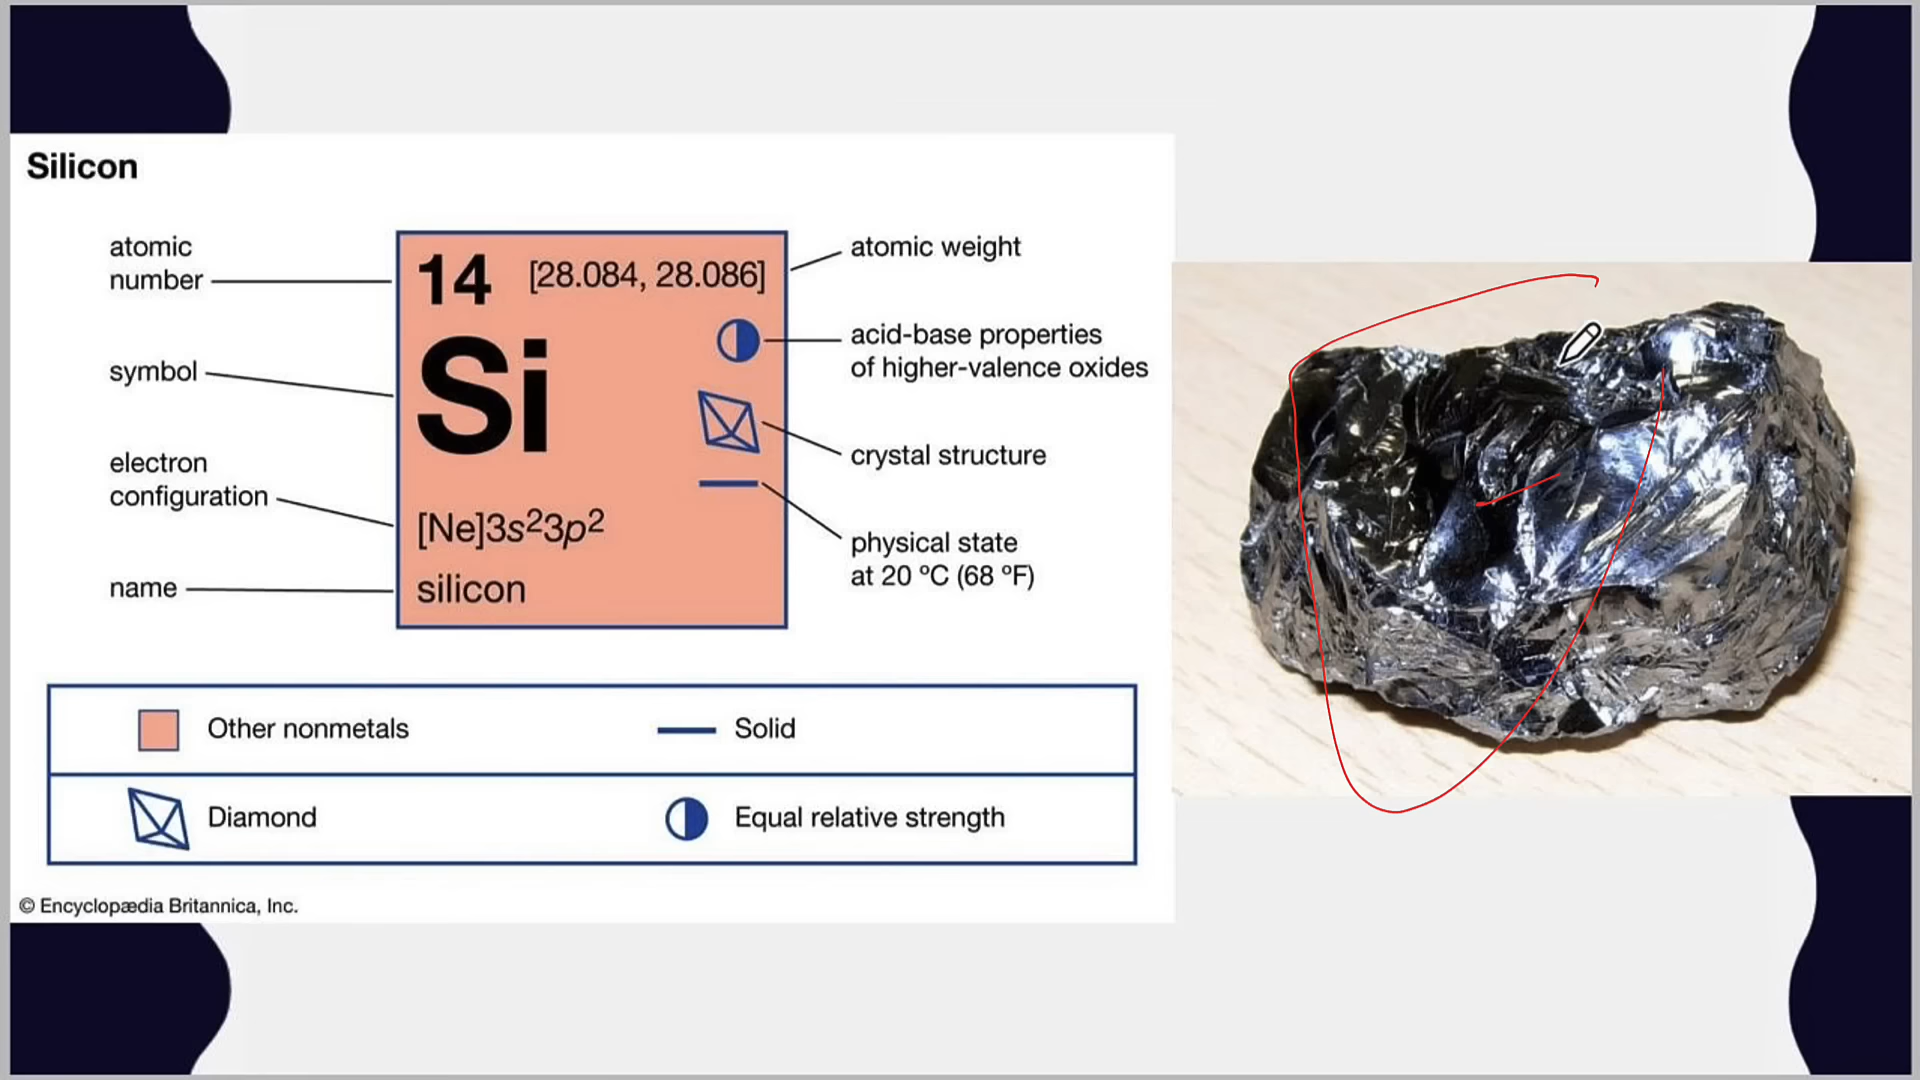 Silicon
atomic
number
symbol
electron
configuration
name
14 [28.084, 28.086]
Si
[Ne]3s²3p²
silicon
atomic weight
acid-base properties
of higher-valence oxides
crystal structure
physical state
at 20 ºC (68 ºF)
Other nonmetals
Solid
Diamond
Equal relative strength
© Encyclopædia Britannica, Inc.